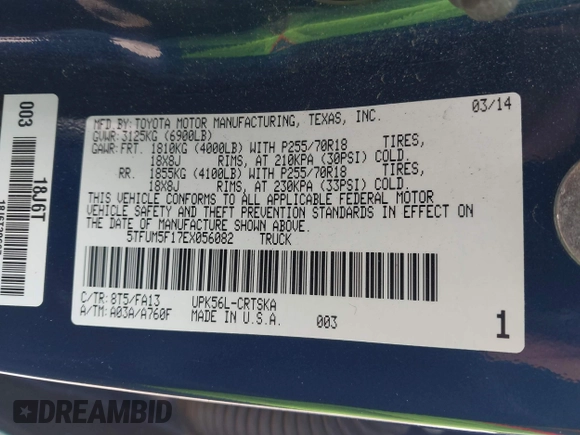 MFD. BY: TOYOTA MOTOR MANUFACTURING, TEXAS, INC. 03/14
GVWR: 3125KG (6900LB)
GAWR: FRT. 1810KG (4000LB) WITH P255/70R18 TIRES,
18X8J RIMS, AT 210KPA (30PSI) COLD.
RR. 1855KG (4100LB) WITH P255/70R18 TIRES,
18X8J RIMS, AT 230KPA (33PSI) COLD.
THIS VEHICLE CONFORMS TO ALL APPLICABLE FEDERAL MOTOR
VEHICLE SAFETY AND THEFT PREVENTION STANDARDS IN EFFECT ON
THE DATE OF MANUFACTURE SHOWN ABOVE.
5TFUM5F17EX056082 TRUCK
C/TR: 8T5/FA13 UPK56L-CRTSKA
A/TM: A03A/A760F MADE IN U.S.A. 003
1
003
18J6T
DREAMBID